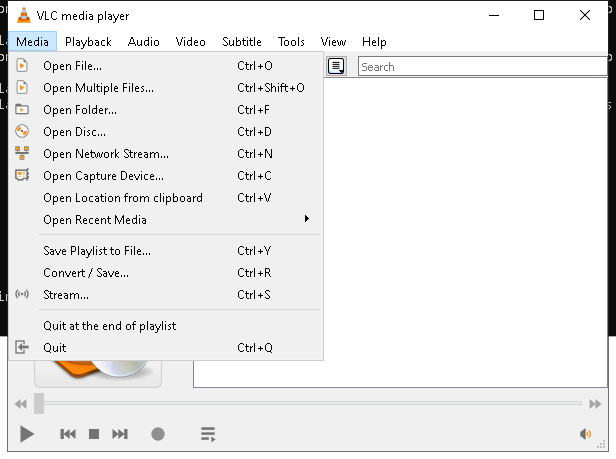 VLC media player
Media Playback Audio Video Subtitle Tools View Help
Open File... Ctrl+O
Search
Open Multiple Files... Ctrl+Shift+O
Open Folder... Ctrl+F
Open Disc... Ctrl+D
Open Network Stream... Ctrl+N
Open Capture Device... Ctrl+C
Open Location from clipboard Ctrl+V
Open Recent Media
Save Playlist to File... Ctrl+Y
Convert / Save... Ctrl+R
Stream... Ctrl+S
Quit at the end of playlist
Quit Ctrl+Q